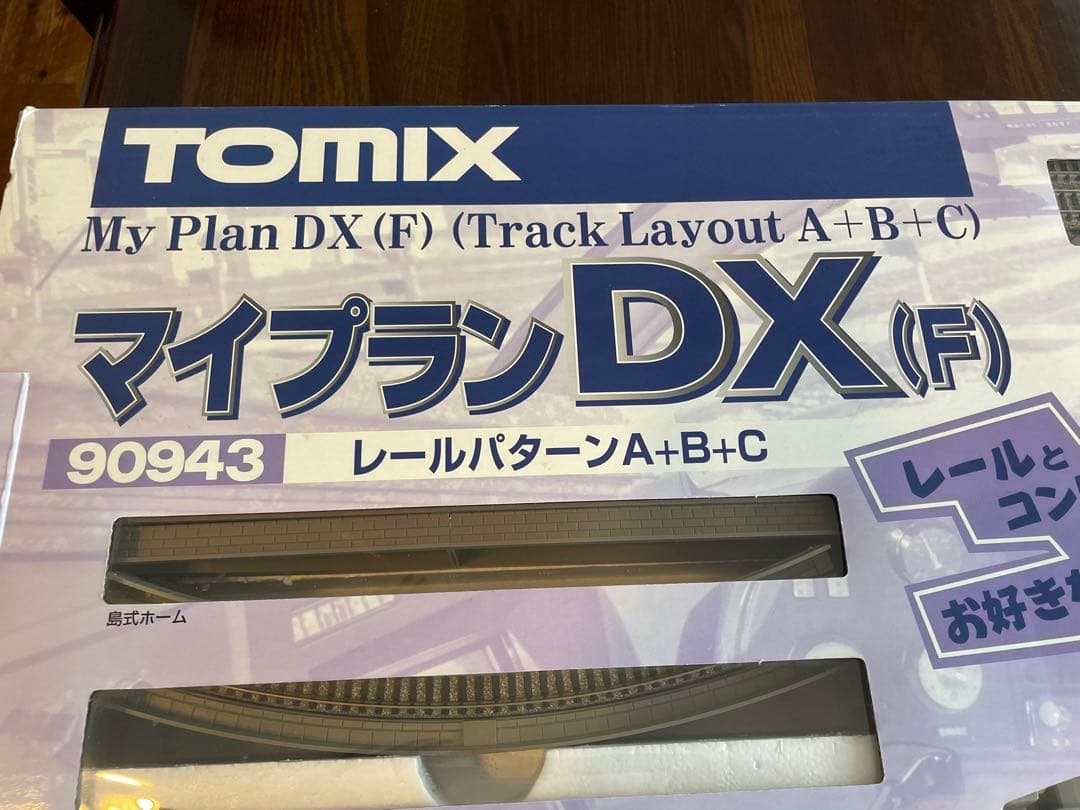 TOMIX
My Plan DX (F) (Track Layout A+B+C)
マイプランDX(F)
90943 レールパターンA+B+C
レールと
コン
お好き
島式ホーム